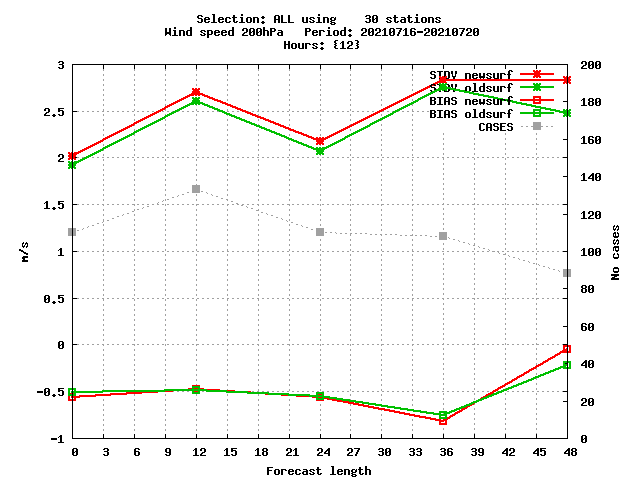 Selection: ALL using    30 stations
Wind speed 200hPa   Period: 20210716-20210720
Hours: {12}
STDV newsurf
STDV oldsurf
BIAS newsurf
BIAS oldsurf
CASES
3
2.5
2
1.5
1
0.5
0
-0.5
-1
m/s
200
180
160
140
120
100
80
60
40
20
0
No cases
0 3 6 9 12 15 18 21 24 27 30 33 36 39 42 45 48
Forecast length